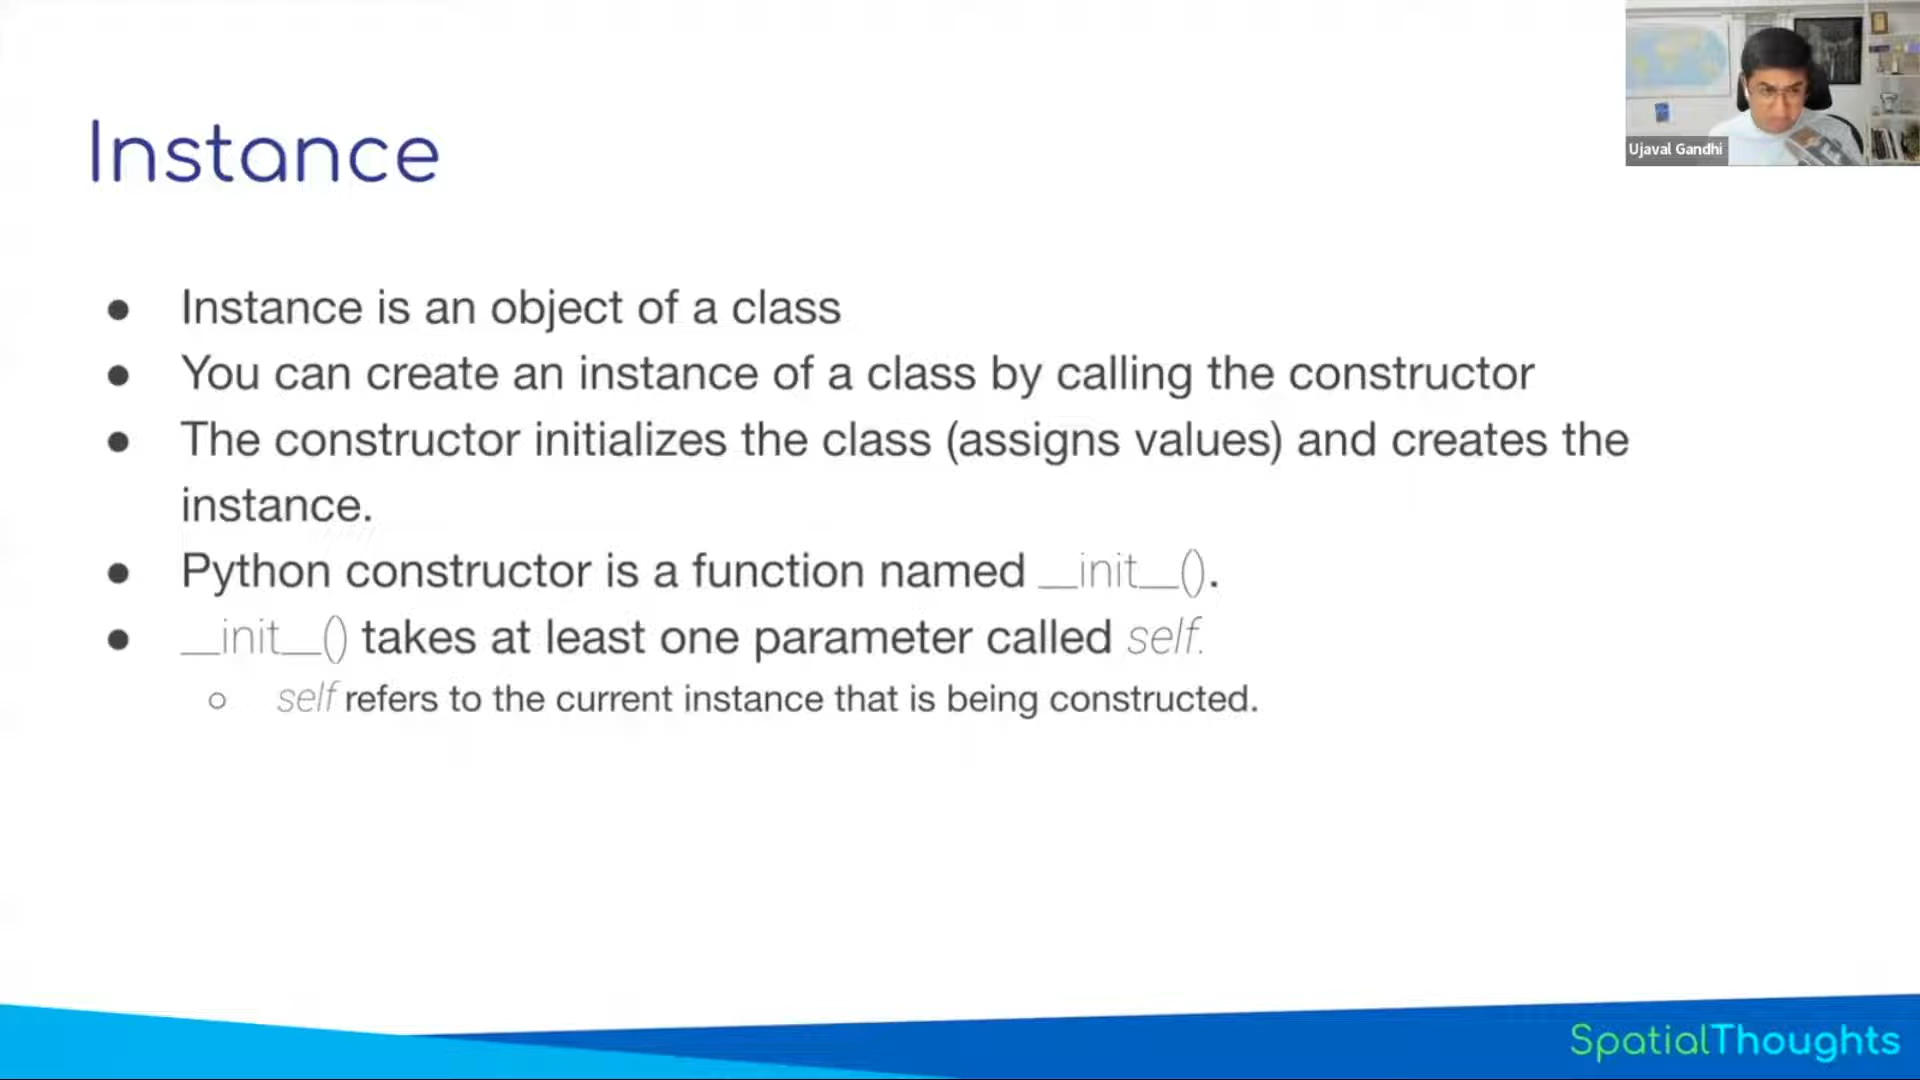 Ujaval Gandhi
Instance
● Instance is an object of a class
● You can create an instance of a class by calling the constructor
● The constructor initializes the class (assigns values) and creates the
instance.
● Python constructor is a function named __init__().
● __init__() takes at least one parameter called self.
○ self refers to the current instance that is being constructed.
SpatialThoughts